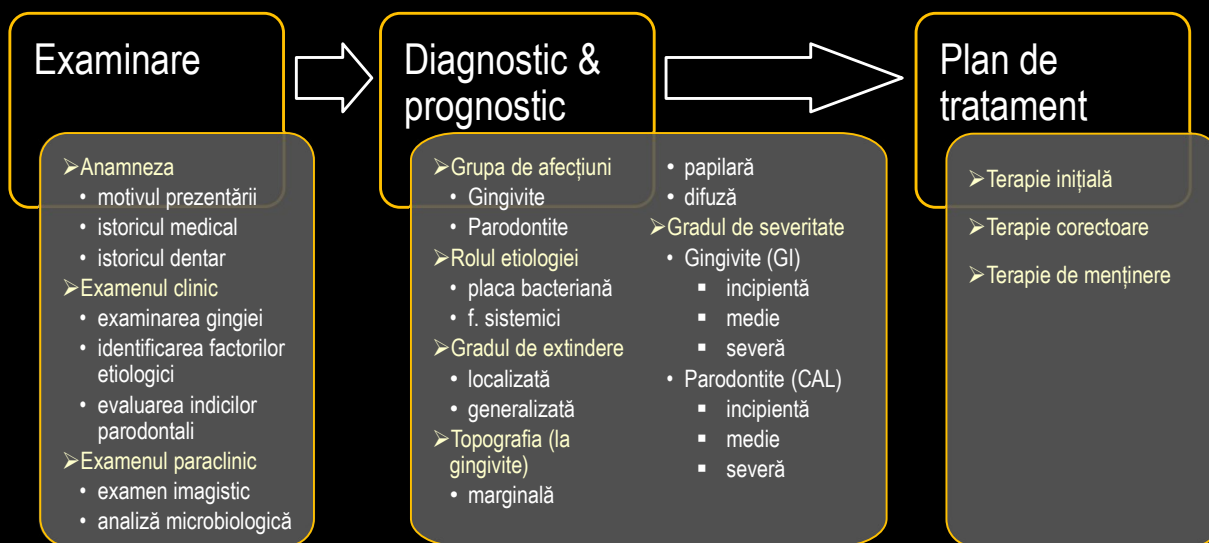 Examinare
➢Anamneza
• motivul prezentării
• istoricul medical
• istoricul dentar
➢Examenul clinic
• examinarea gingiei
• identificarea factorilor
etiologici
• evaluarea indicilor
parodontali
➢Examenul paraclinic
• examen imagistic
• analiză microbiologică
Diagnostic &
prognostic
➢Grupa de afecțiuni
• Gingivite
• Parodontite
➢Rolul etiologiei
• placa bacteriană
• f. sistemici
➢Gradul de extindere
• localizată
• generalizată
➢Topografia (la
gingivite)
• marginală
• papilară
• difuză
➢Gradul de severitate
• Gingivite (GI)
▪ incipientă
▪ medie
▪ severă
• Parodontite (CAL)
▪ incipientă
▪ medie
▪ severă
Plan de
tratament
➢Terapie inițială
➢Terapie corectoare
➢Terapie de menținere